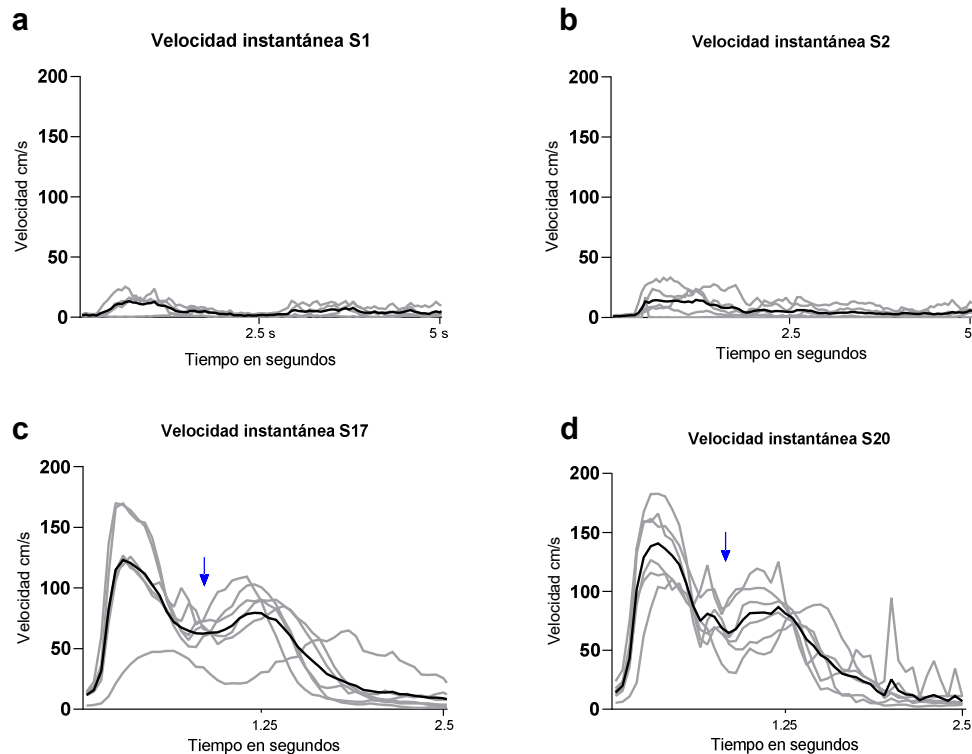 a
Velocidad instantánea S1
200
150
100
50
0
Velocidad cm/s
2.5 s
5 s
Tiempo en segundos
b
Velocidad instantánea S2
200
150
100
50
0
Velocidad cm/s
2.5
5
Tiempo en segundos
c
Velocidad instantánea S17
200
150
100
50
0
Velocidad cm/s
1.25
2.5
Tiempo en segundos
d
Velocidad instantánea S20
200
150
100
50
0
Velocidad cm/s
1.25
2.5
Tiempo en segundos